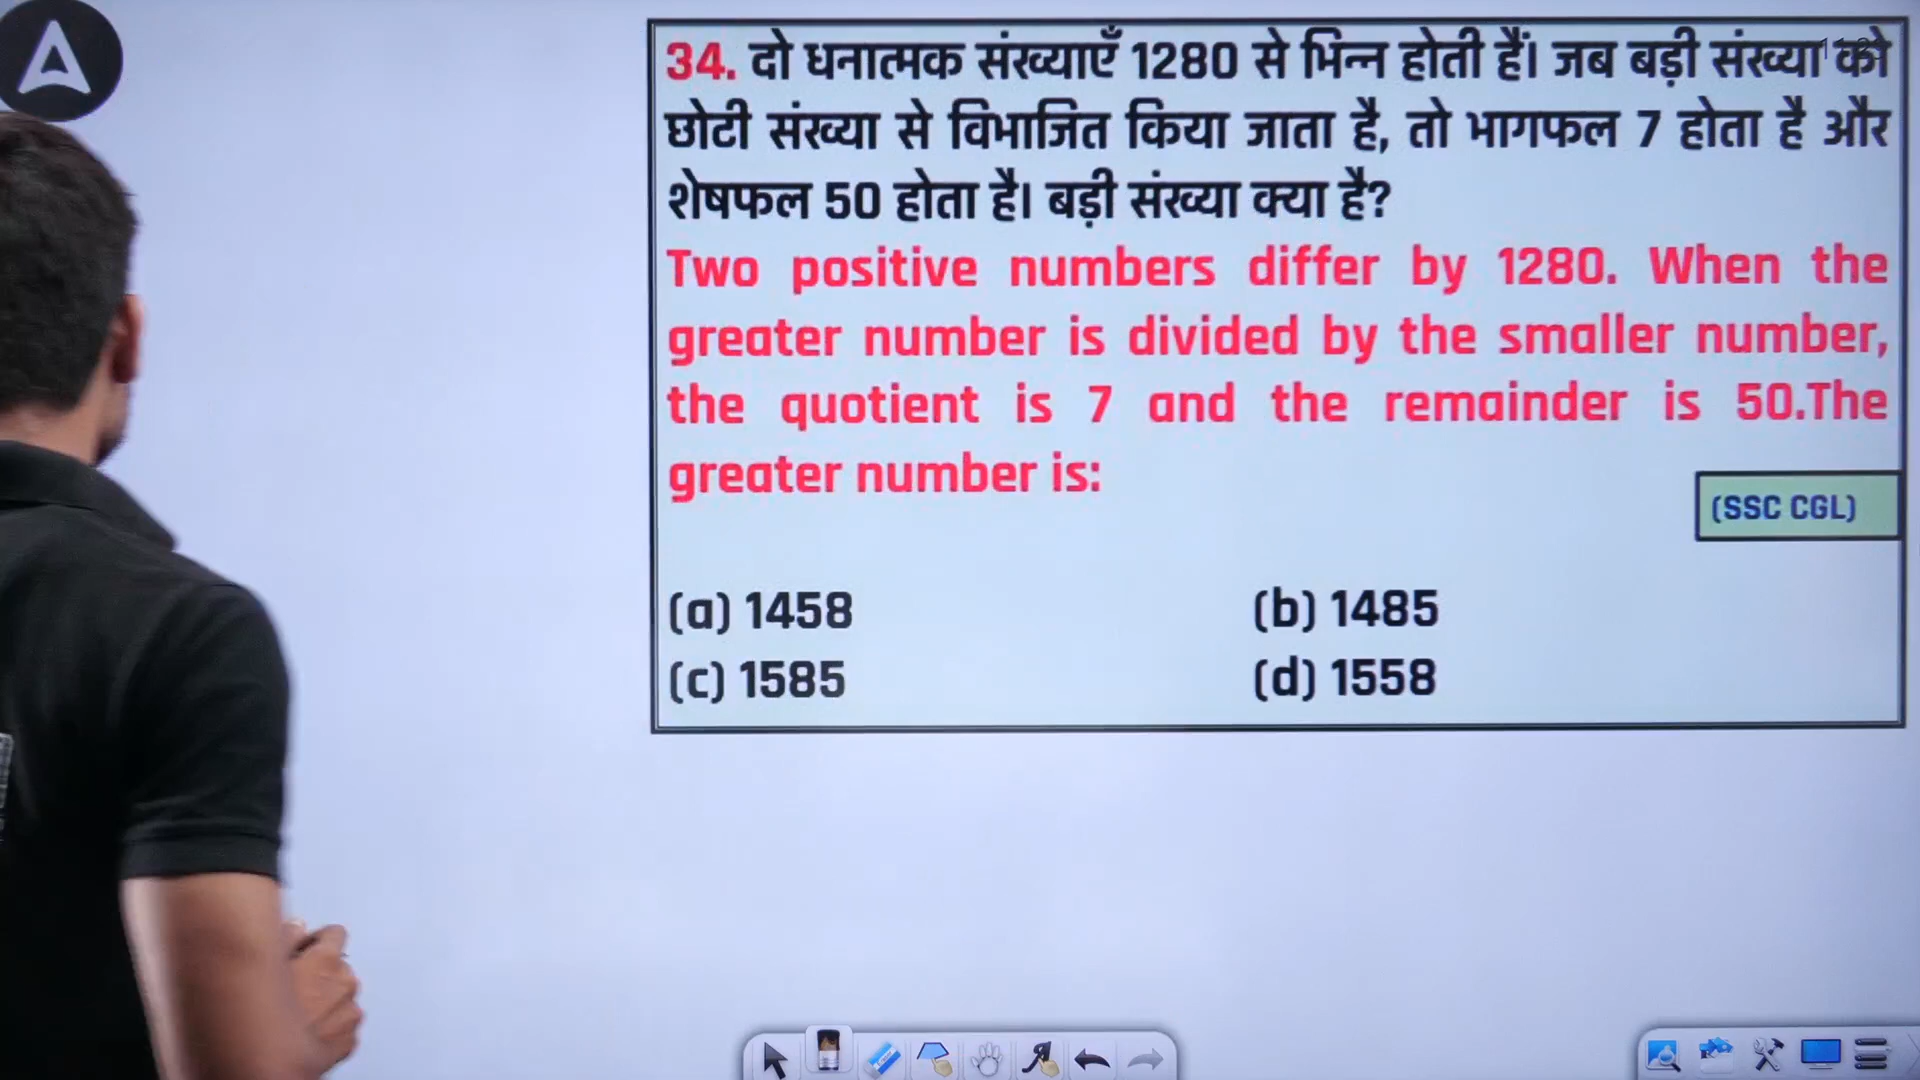 34. दो धनात्मक संख्याएँ 1280 से भिन्न होती हैं। जब बड़ी संख्या को
छोटी संख्या से विभाजित किया जाता है, तो भागफल 7 होता है और
शेषफल 50 होता है। बड़ी संख्या क्या है?
Two positive numbers differ by 1280. When the
greater number is divided by the smaller number,
the quotient is 7 and the remainder is 50.The
greater number is:
(SSC CGL)
(a) 1458 (b) 1485
(c) 1585 (d) 1558